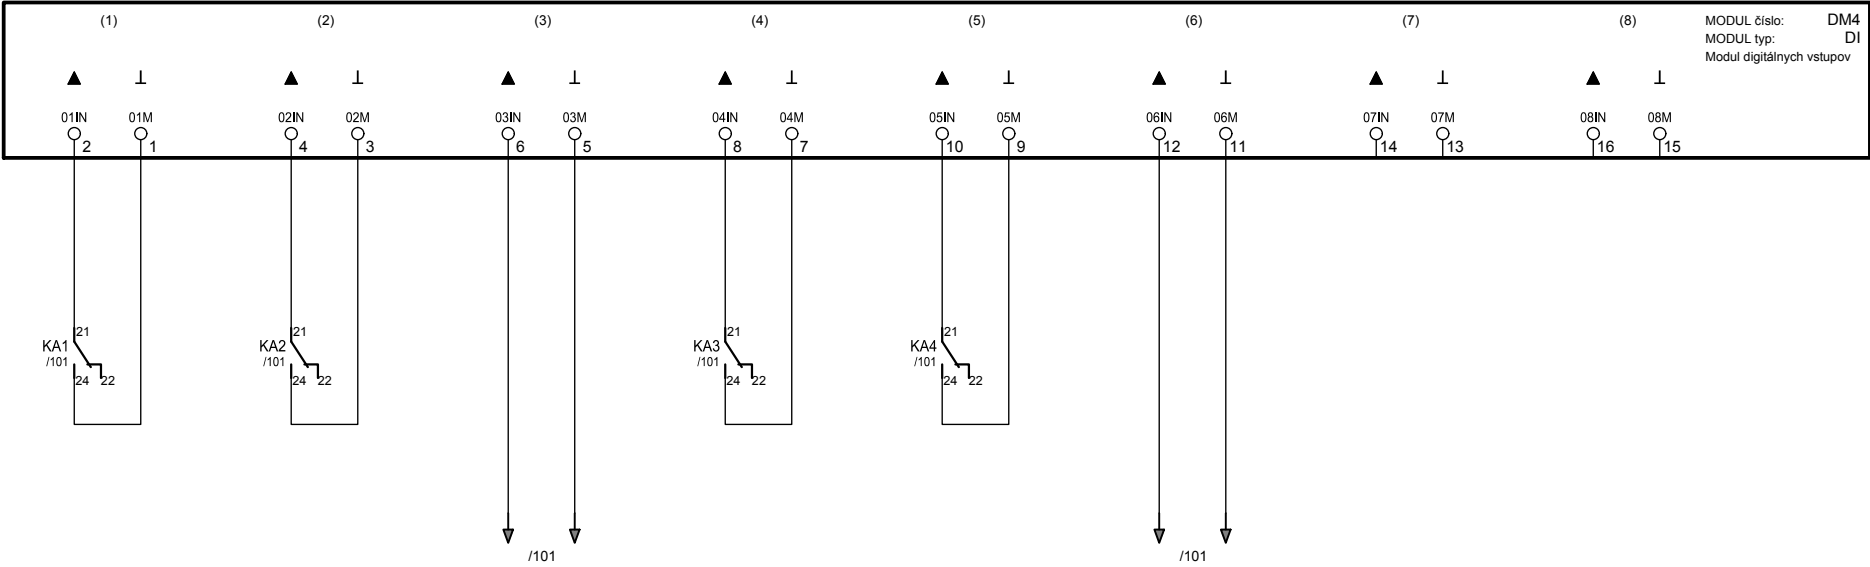 (1) (2) (3) (4) (5) (6) (7) (8)
MODUL číslo: DM4
MODUL typ: DI
Modul digitálnych vstupov
01IN 01M 02IN 02M 03IN 03M 04IN 04M 05IN 05M 06IN 06M 07IN 07M 08IN 08M
2 1 4 3 6 5 8 7 10 9 12 11 14 13 16 15
21 21 21 21
KA1 KA2 KA3 KA4
/101 /101 /101 /101
24 22 24 22 24 22 24 22
/101 /101